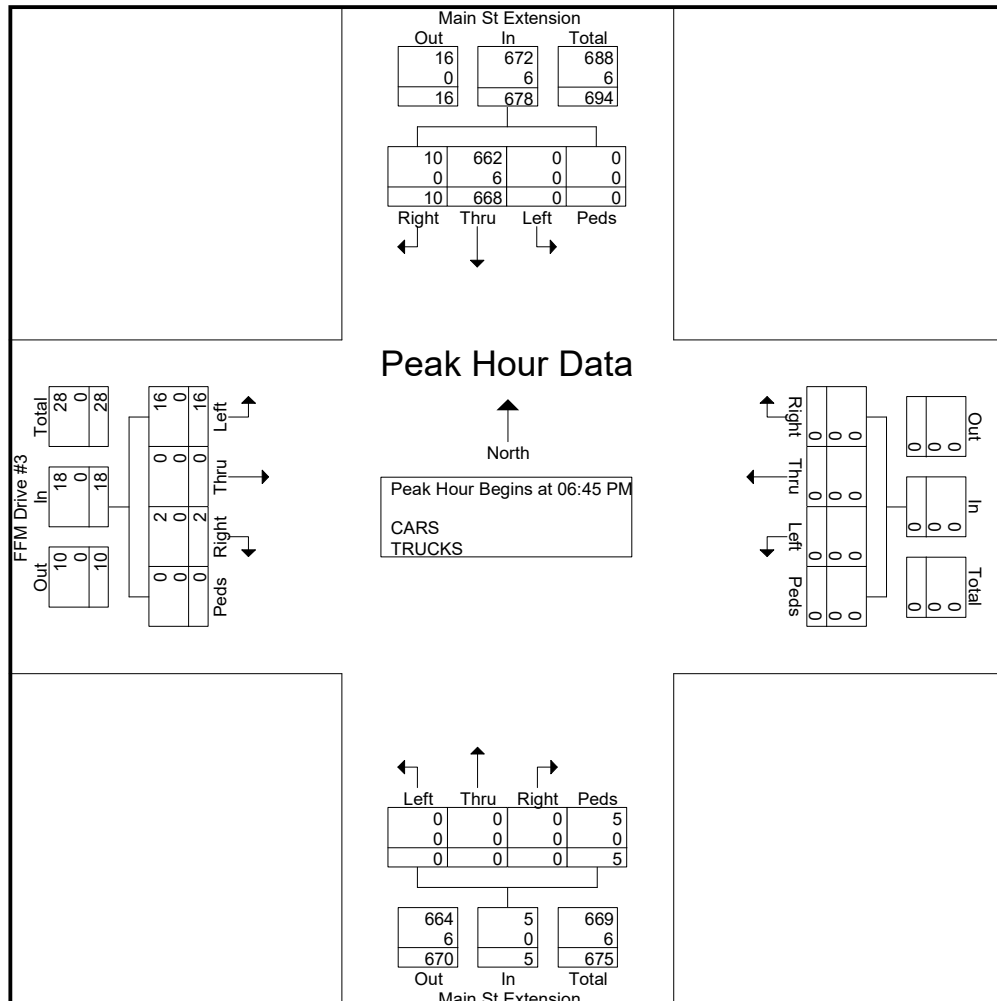 Main St Extension
Out In Total
16 672 688
0 6 6
16 678 694
10 662 0 0
0 6 0 0
10 668 0 0
Right Thru Left Peds
Peak Hour Data
North
Peak Hour Begins at 06:45 PM
CARS
TRUCKS
FFM Drive #3
Out In Total
10 18 28
0 0 0
10 18 28
Peds Right Thru Left
0 2 0 16
0 0 0 0
0 2 0 16
Right Thru Left Peds
0 0 0 0
0 0 0 0
0 0 0 0
Out In Total
0 0 0
0 0 0
0 0 0
Left Thru Right Peds
0 0 0 5
0 0 0 0
0 0 0 5
664 5 669
6 0 6
670 5 675
Out In Total
Main St Extension